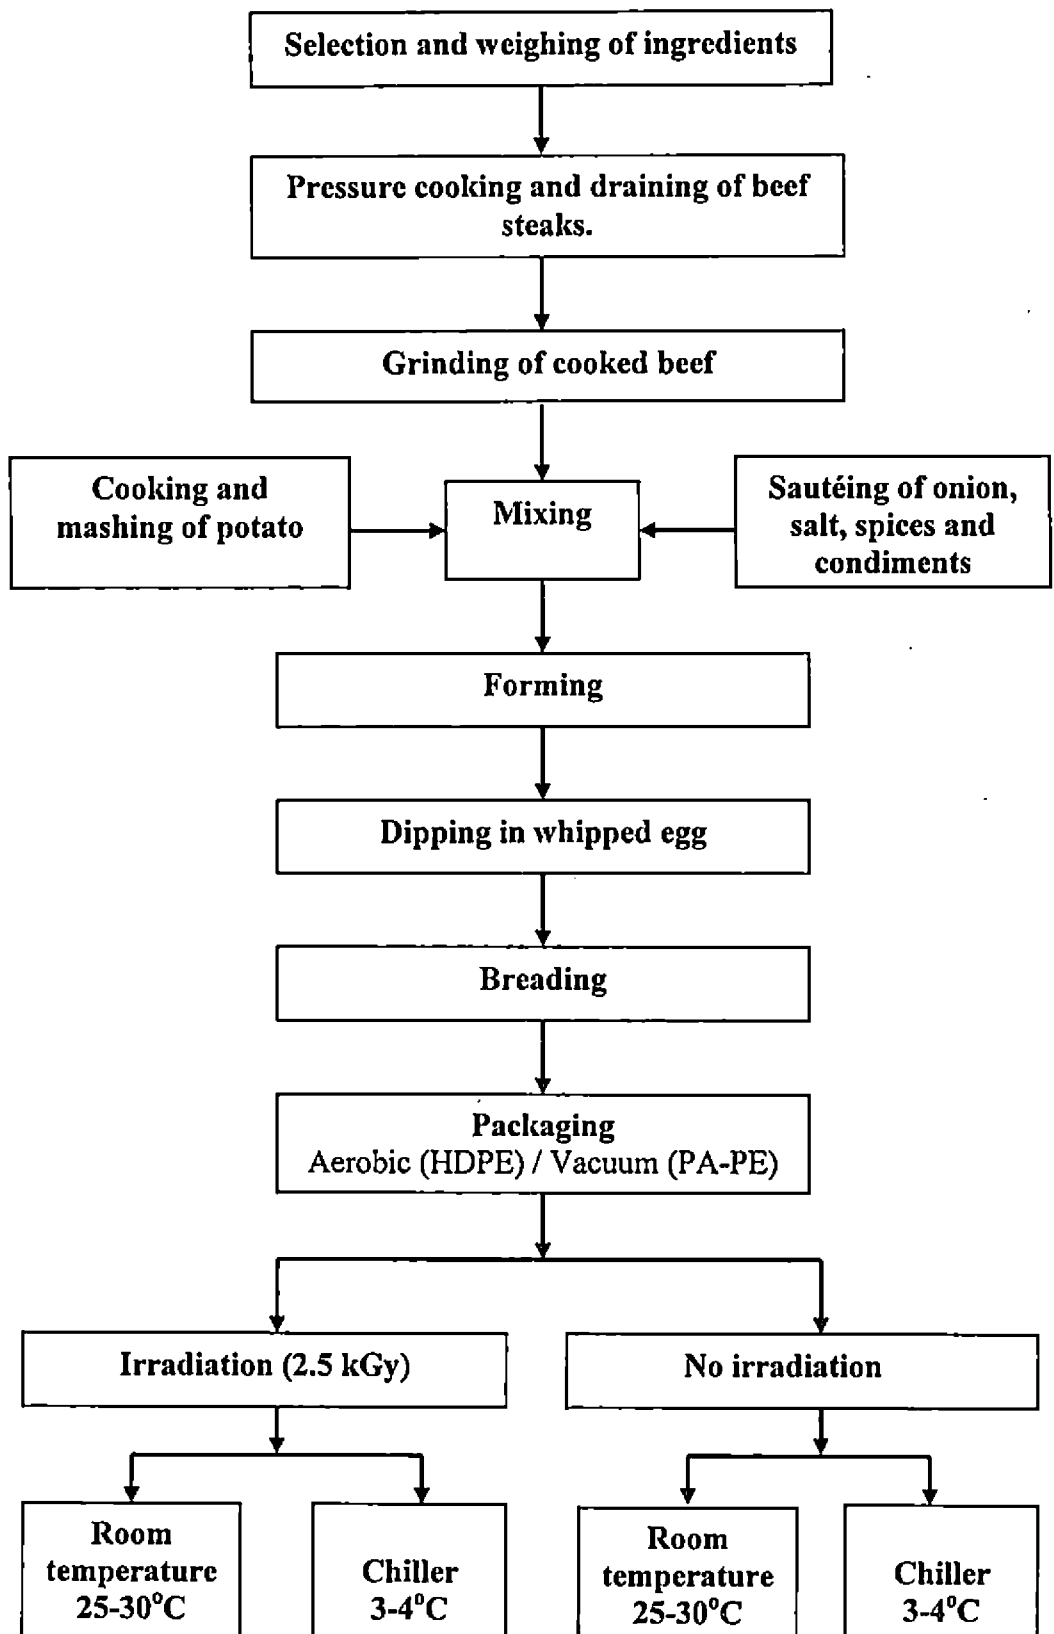 Selection and weighing of ingredients
Pressure cooking and draining of beef
steaks.
Grinding of cooked beef
Cooking and
mashing of potato
Mixing
Sautéing of onion,
salt, spices and
condiments
Forming
Dipping in whipped egg
Breading
Packaging
Aerobic (HDPE) / Vacuum (PA-PE)
Irradiation (2.5 kGy)
No irradiation
Room
temperature
25-30°C
Chiller
3-4°C
Room
temperature
25-30°C
Chiller
3-4°C